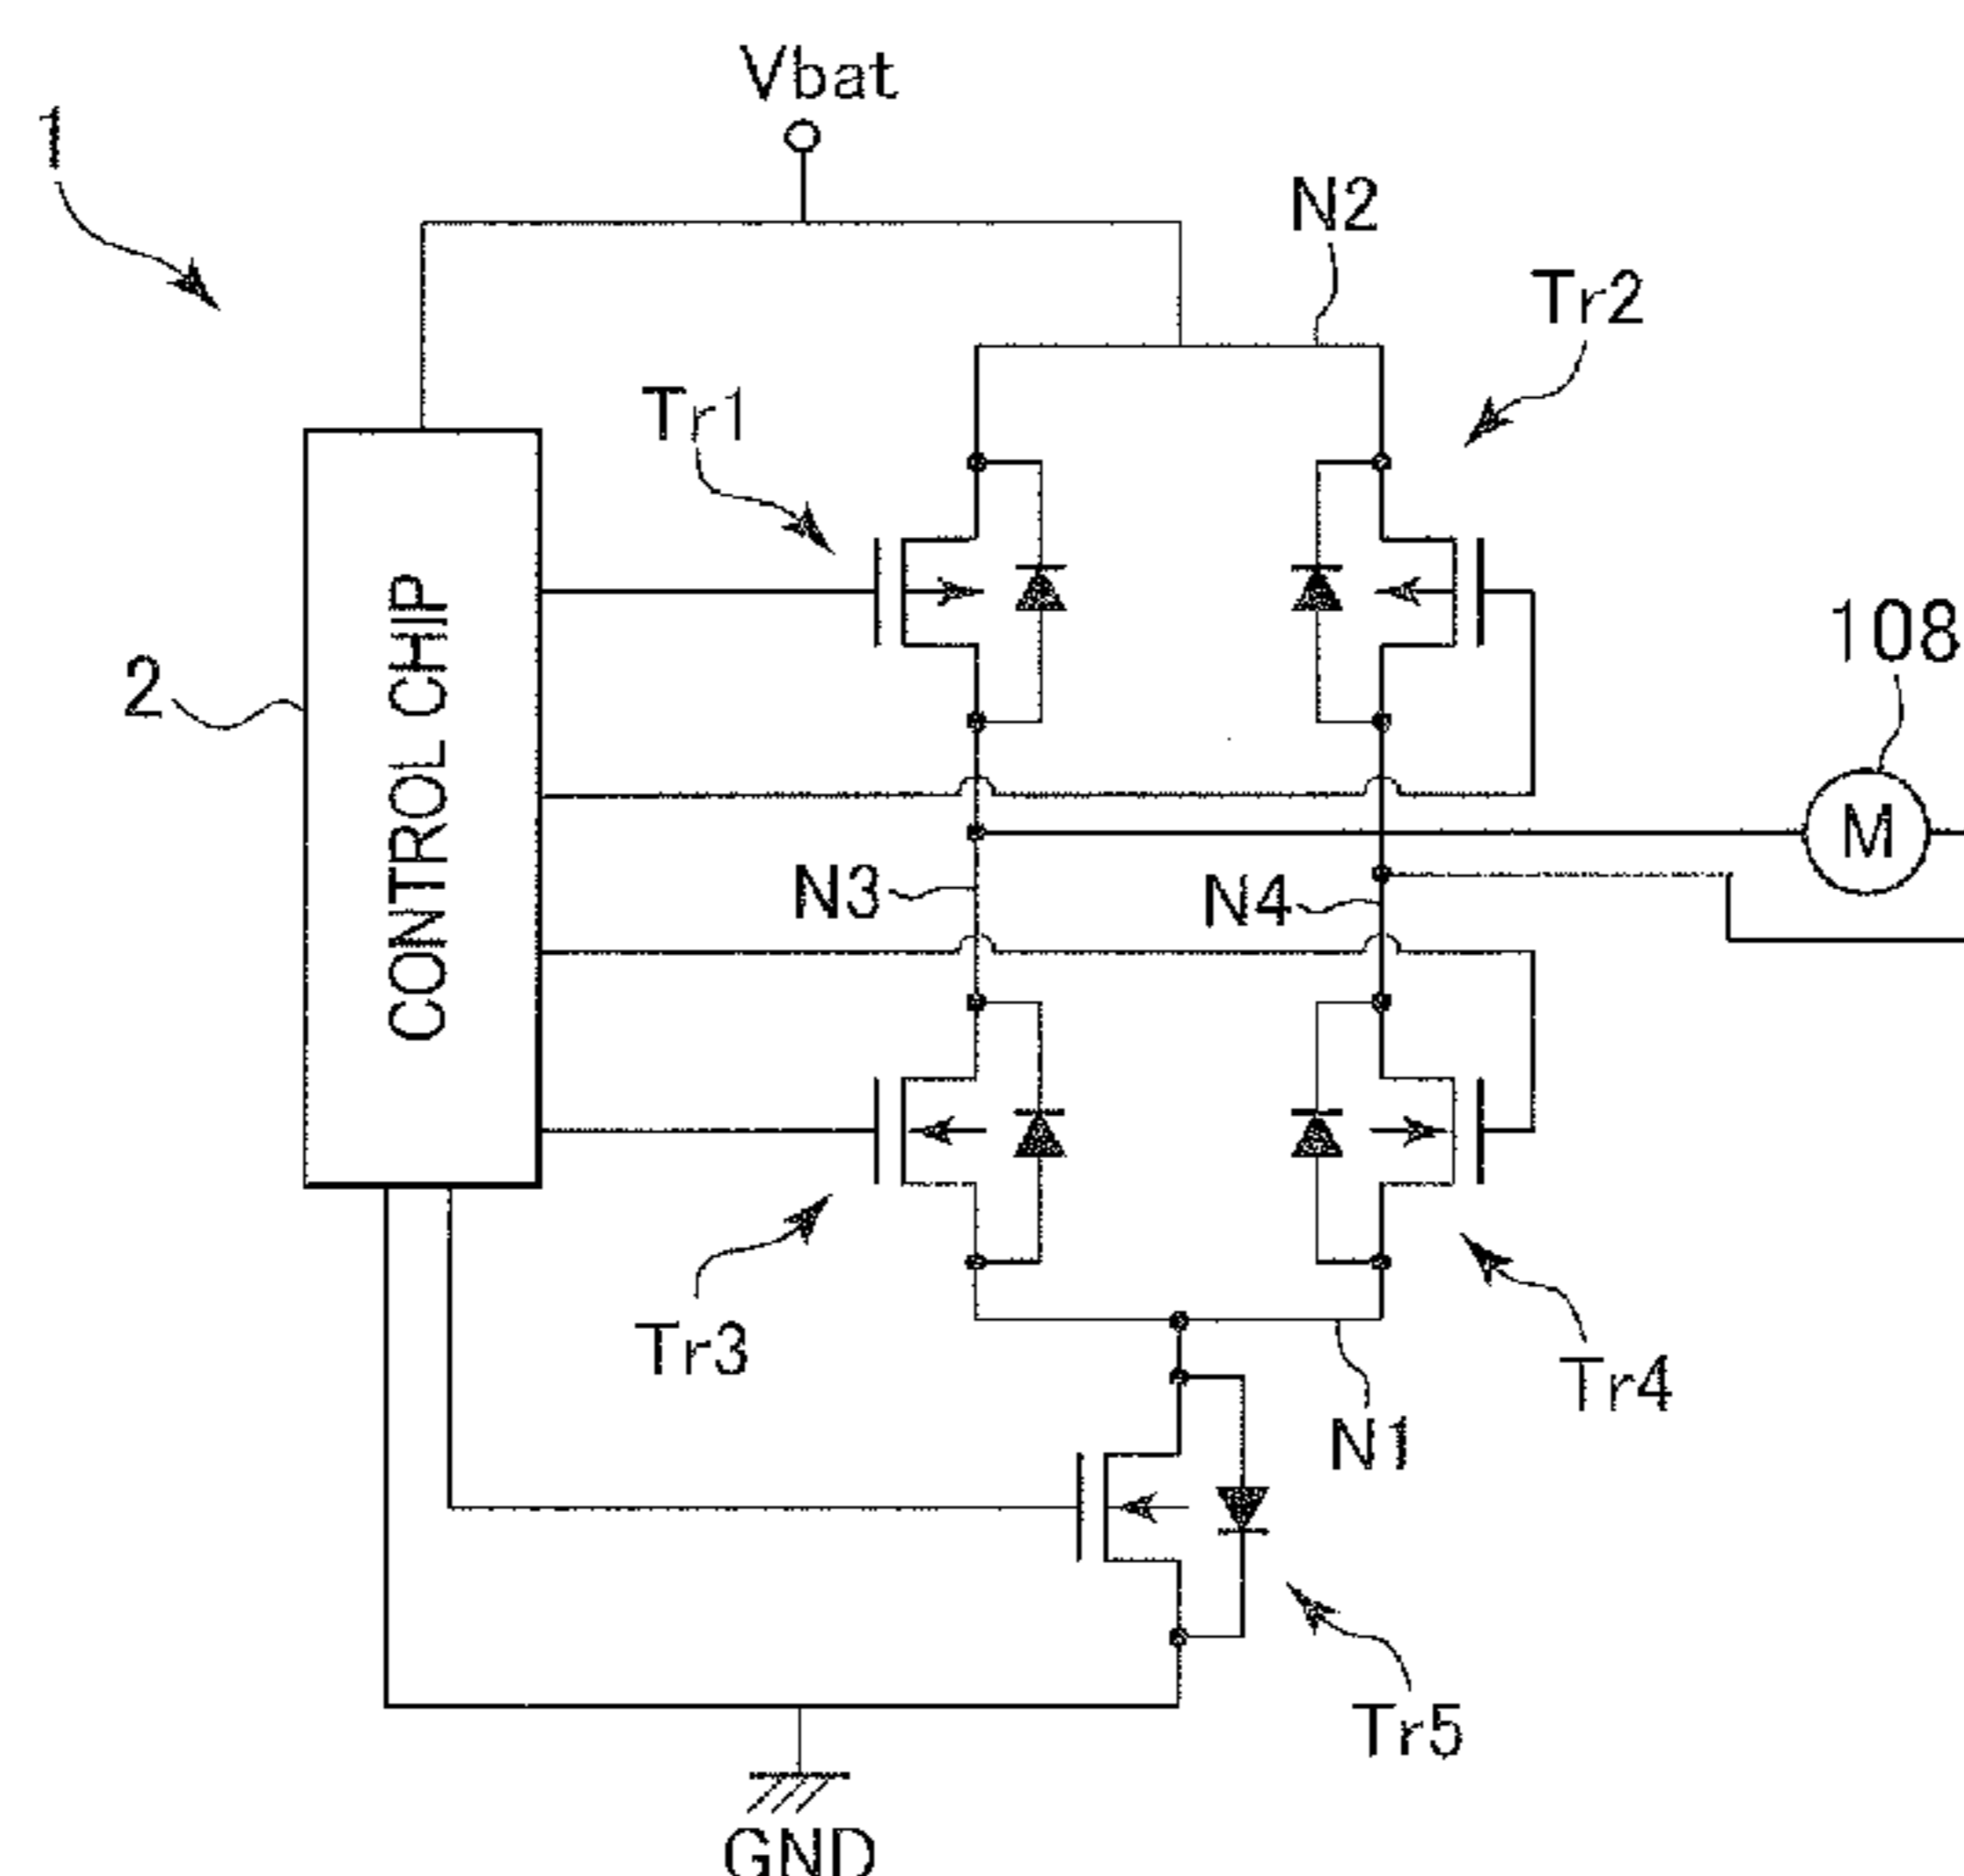 Vbat
1
N2
Tr2
Tr1
CONTROL CHIP
2
108
M
N3
N4
Tr3
Tr4
N1
Tr5
GND